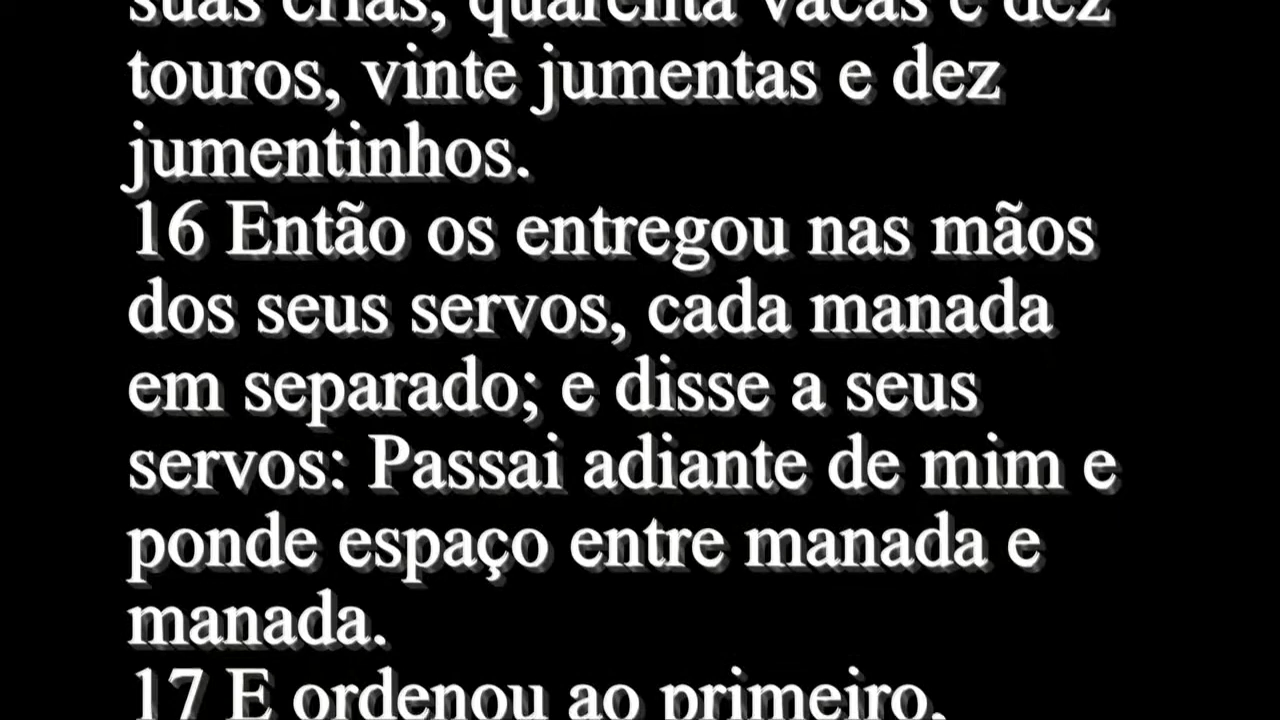 suas crias, quarenta vacas e dez
touros, vinte jumentas e dez
jumentinhos.
16 Então os entregou nas mãos
dos seus servos, cada manada
em separado; e disse a seus
servos: Passai adiante de mim e
ponde espaço entre manada e
manada.
17 E ordenou ao primeiro,